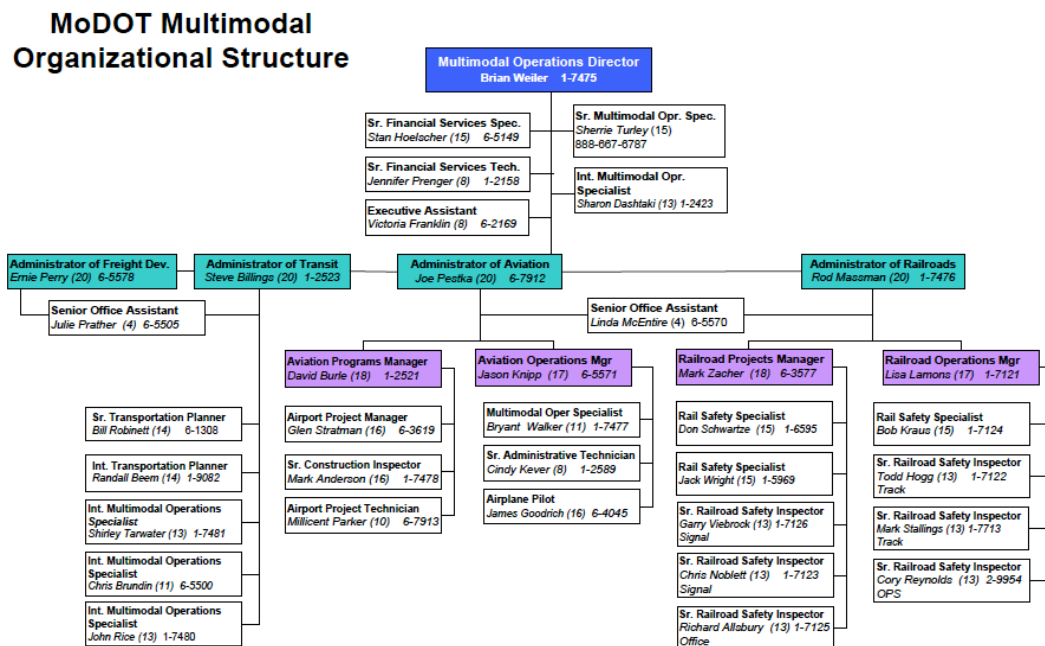 MoDOT Multimodal
Organizational Structure
Multimodal Operations Director
Brian Weiler 1-7475
Sr. Financial Services Spec.
Stan Hoelscher (15) 6-5149
Sr. Multimodal Opr. Spec.
Sherrie Turley (15)
888-667-6787
Sr. Financial Services Tech.
Jennifer Prenger (8) 1-2158
Int. Multimodal Opr.
Specialist
Sharon Dashtaki (13) 1-2423
Executive Assistant
Victoria Franklin (8) 6-2169
Administrator of Freight Dev.
Ernie Perry (20) 6-5578
Administrator of Transit
Steve Billings (20) 1-2523
Administrator of Aviation
Joe Pestka (20) 6-7912
Administrator of Railroads
Rod Massman (20) 1-7476
Senior Office Assistant
Julie Prather (4) 6-5505
Senior Office Assistant
Linda McEntire (4) 6-5570
Aviation Programs Manager
David Burle (18) 1-2521
Aviation Operations Mgr
Jason Knipp (17) 6-5571
Railroad Projects Manager
Mark Zacher (18) 6-3577
Railroad Operations Mgr
Lisa Lamons (17) 1-7121
Sr. Transportation Planner
Bill Robinett (14) 6-1308
Int. Transportation Planner
Randall Beem (14) 1-9082
Int. Multimodal Operations
Specialist
Shirley Tarwater (13) 1-7481
Int. Multimodal Operations
Specialist
Chris Brundin (11) 6-5500
Int. Multimodal Operations
Specialist
John Rice (13) 1-7480
Airport Project Manager
Glen Stratman (16) 6-3619
Sr. Construction Inspector
Mark Anderson (16) 1-7478
Airport Project Technician
Millicent Parker (10) 6-7913
Multimodal Oper Specialist
Bryant Walker (11) 1-7477
Sr. Administrative Technician
Cindy Kever (8) 1-2589
Airplane Pilot
James Goodrich (16) 6-4045
Rail Safety Specialist
Don Schwartze (15) 1-6595
Rail Safety Specialist
Jack Wright (15) 1-5969
Sr. Railroad Safety Inspector
Garry Viebrock (13) 1-7126
Signal
Sr. Railroad Safety Inspector
Chris Noblett (13) 1-7123
Signal
Sr. Railroad Safety Inspector
Richard Allsbury (13) 1-7125
Office
Rail Safety Specialist
Bob Kraus (15) 1-7124
Sr. Railroad Safety Inspector
Todd Hogg (13) 1-7122
Track
Sr. Railroad Safety Inspector
Mark Stallings (13) 1-7713
Track
Sr. Railroad Safety Inspector
Cory Reynolds (13) 2-9954
OPS